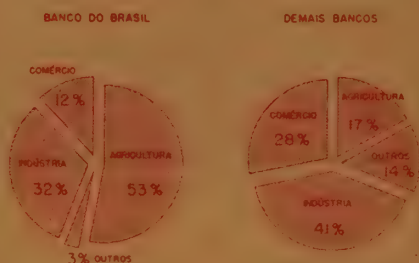 BANCO DO BRASIL
COMÉRCIO
12%
INDÚSTRIA
32%
AGRICULTURA
53%
3% OUTROS
DEMAIS BANCOS
COMÉRCIO
28%
AGRICULTURA
17%
OUTROS
14%
INDÚSTRIA
41%